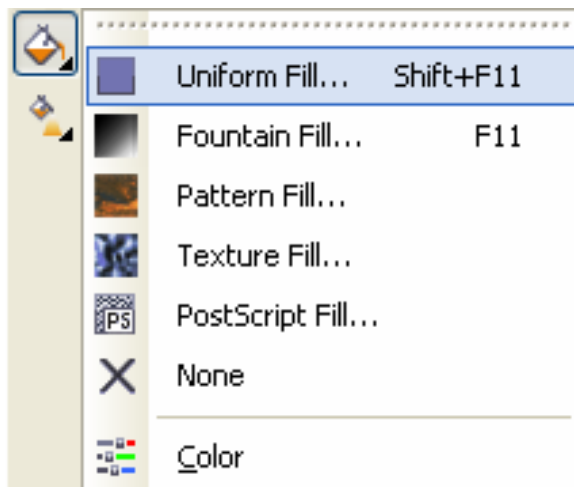 Uniform Fill... Shift+F11
Fountain Fill... F11
Pattern Fill...
Texture Fill...
PS PostScript Fill...
None
Color